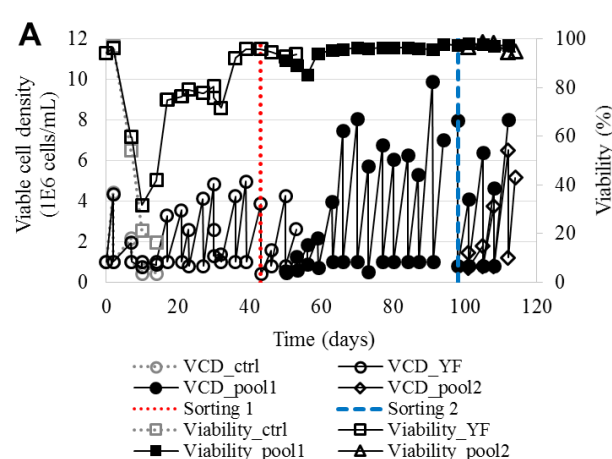 A
Viable cell density
(1E6 cells/mL)
12
10
8
6
4
2
0
100
80
60
40
20
0
Viability (%)
0 20 40 60 80 100 120
Time (days)
VCD_ctrl VCD_YF
VCD_pool1 VCD_pool2
Sorting 1 Sorting 2
Viability_ctrl Viability_YF
Viability_pool1 Viability_pool2